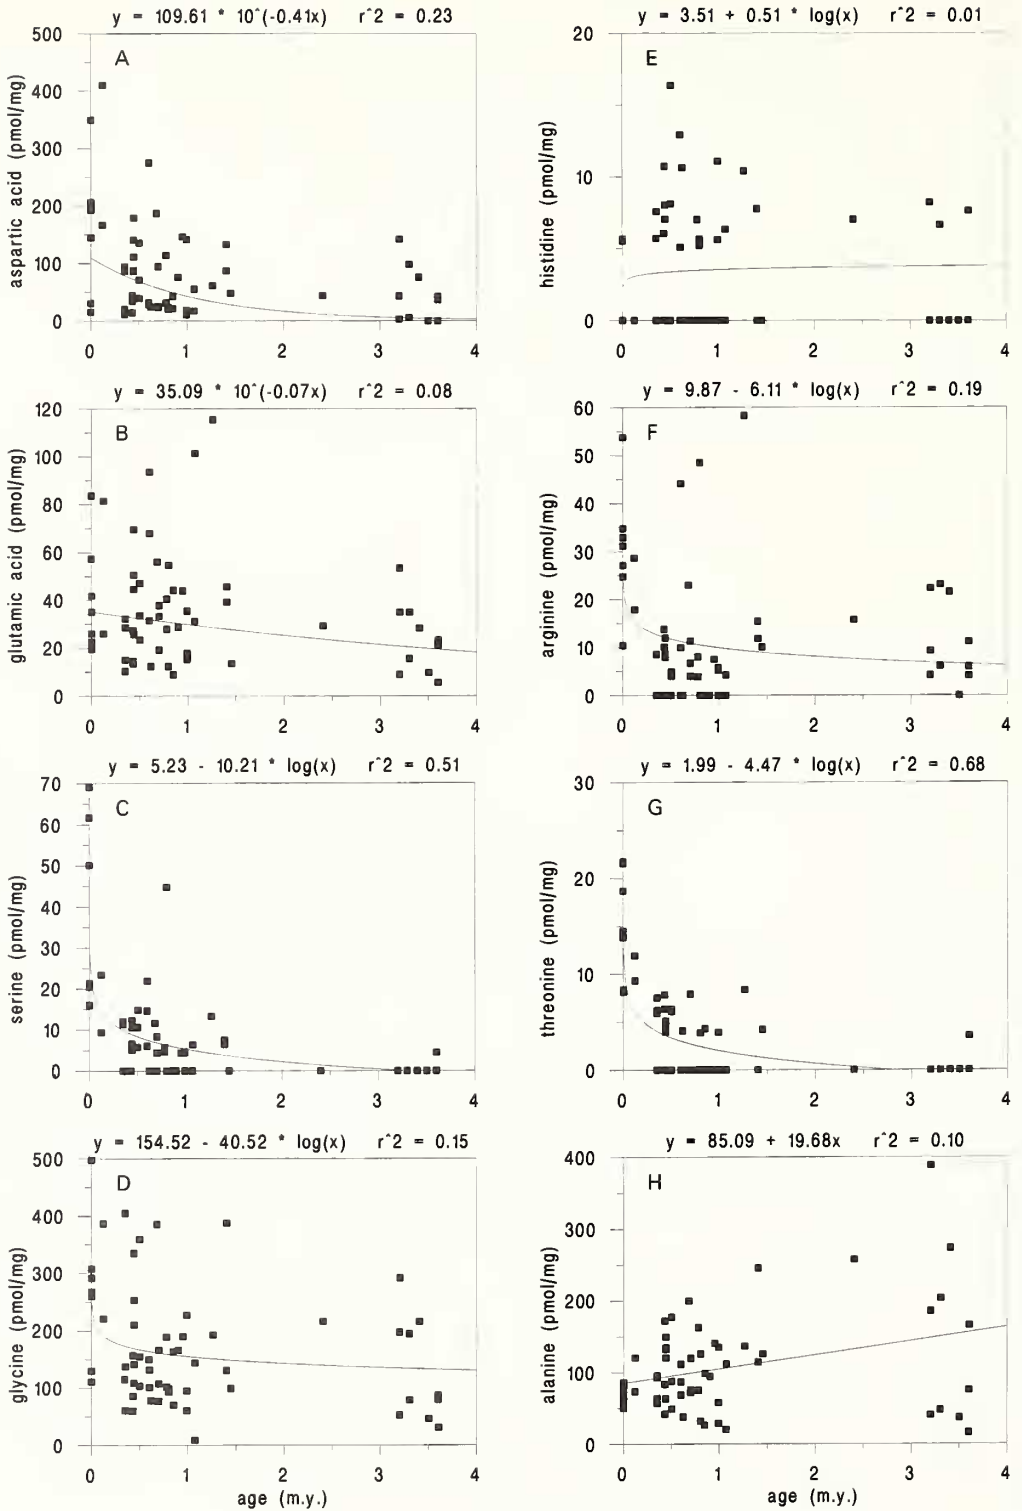 y = 109.61 * 10^(-0.41x) r^2 = 0.23
A
500
400
300
200
100
0
aspartic acid (pmol/mg)
0 1 2 3 4
y = 35.09 * 10^(-0.07x) r^2 = 0.08
B
120
100
80
60
40
20
0
glutamic acid (pmol/mg)
0 1 2 3 4
y = 5.23 - 10.21 * log(x) r^2 = 0.51
C
70
60
50
40
30
20
10
0
serine (pmol/mg)
0 1 2 3 4
y = 154.52 - 40.52 * log(x) r^2 = 0.15
D
500
400
300
200
100
0
glycine (pmol/mg)
0 1 2 3 4
age (m.y.)
y = 3.51 + 0.51 * log(x) r^2 = 0.01
E
20
10
0
histidine (pmol/mg)
0 1 2 3 4
y = 9.87 - 6.11 * log(x) r^2 = 0.19
F
60
50
40
30
20
10
0
arginine (pmol/mg)
0 1 2 3 4
y = 1.99 - 4.47 * log(x) r^2 = 0.68
G
30
20
10
0
threonine (pmol/mg)
0 1 2 3 4
y = 85.09 + 19.68x r^2 = 0.10
H
400
300
200
100
0
alanine (pmol/mg)
0 1 2 3 4
age (m.y.)